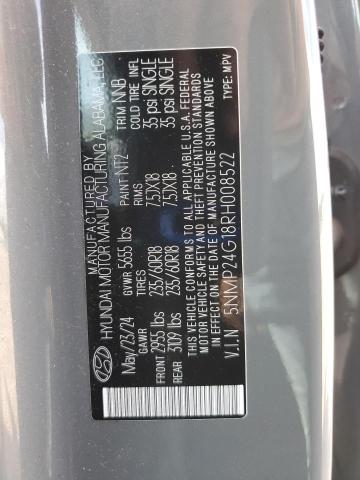 MANUFACTURED BY
HYUNDAI MOTOR MANUFACTURING ALABAMA, LLC
May/23/24 GVWR 5655 lbs PAINT NT2 TRIM NNB
GAWR RIMS COLD TIRE INFL
FRONT 2955 lbs 235/60R18 7.5JX18 35 psi SINGLE
REAR 3109 lbs 235/60R18 7.5JX18 35 psi SINGLE
THIS VEHICLE CONFORMS TO ALL APPLICABLE U.S.A. FEDERAL
MOTOR VEHICLE SAFETY AND BUMPER STANDARDS
IN EFFECT ON THE DATE OF MANUFACTURE SHOWN ABOVE.
V.I.N 5NMP24G18RH008522 TYPE: MPV